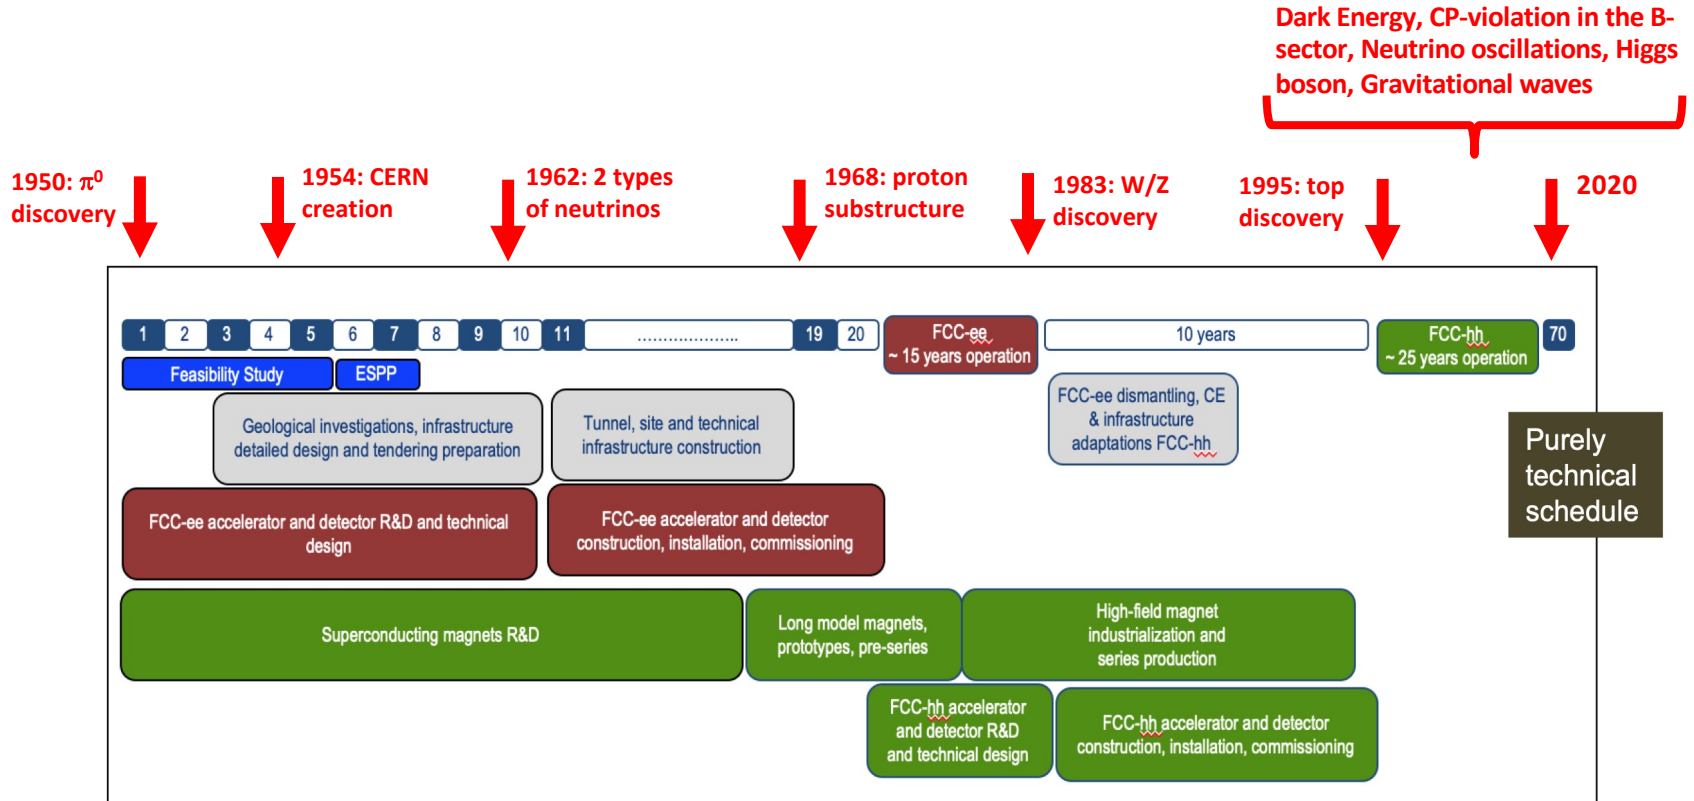 Dark Energy, CP-violation in the B-
sector, Neutrino oscillations, Higgs
boson, Gravitational waves
1950: π⁰
discovery
1954: CERN
creation
1962: 2 types
of neutrinos
1968: proton
substructure
1983: W/Z
discovery
1995: top
discovery
2020
1 2 3 4 5 6 7 8 9 10 11 ................... 19 20
FCC-ee
~ 15 years operation
10 years
FCC-hh
~ 25 years operation
70
Feasibility Study
ESPP
Geological investigations, infrastructure
detailed design and tendering preparation
Tunnel, site and technical
infrastructure construction
FCC-ee dismantling, CE
& infrastructure
adaptations FCC-hh
Purely
technical
schedule
FCC-ee accelerator and detector R&D and technical
design
FCC-ee accelerator and detector
construction, installation, commissioning
Superconducting magnets R&D
Long model magnets,
prototypes, pre-series
High-field magnet
industrialization and
series production
FCC-hh accelerator
and detector R&D
and technical design
FCC-hh accelerator and detector
construction, installation, commissioning